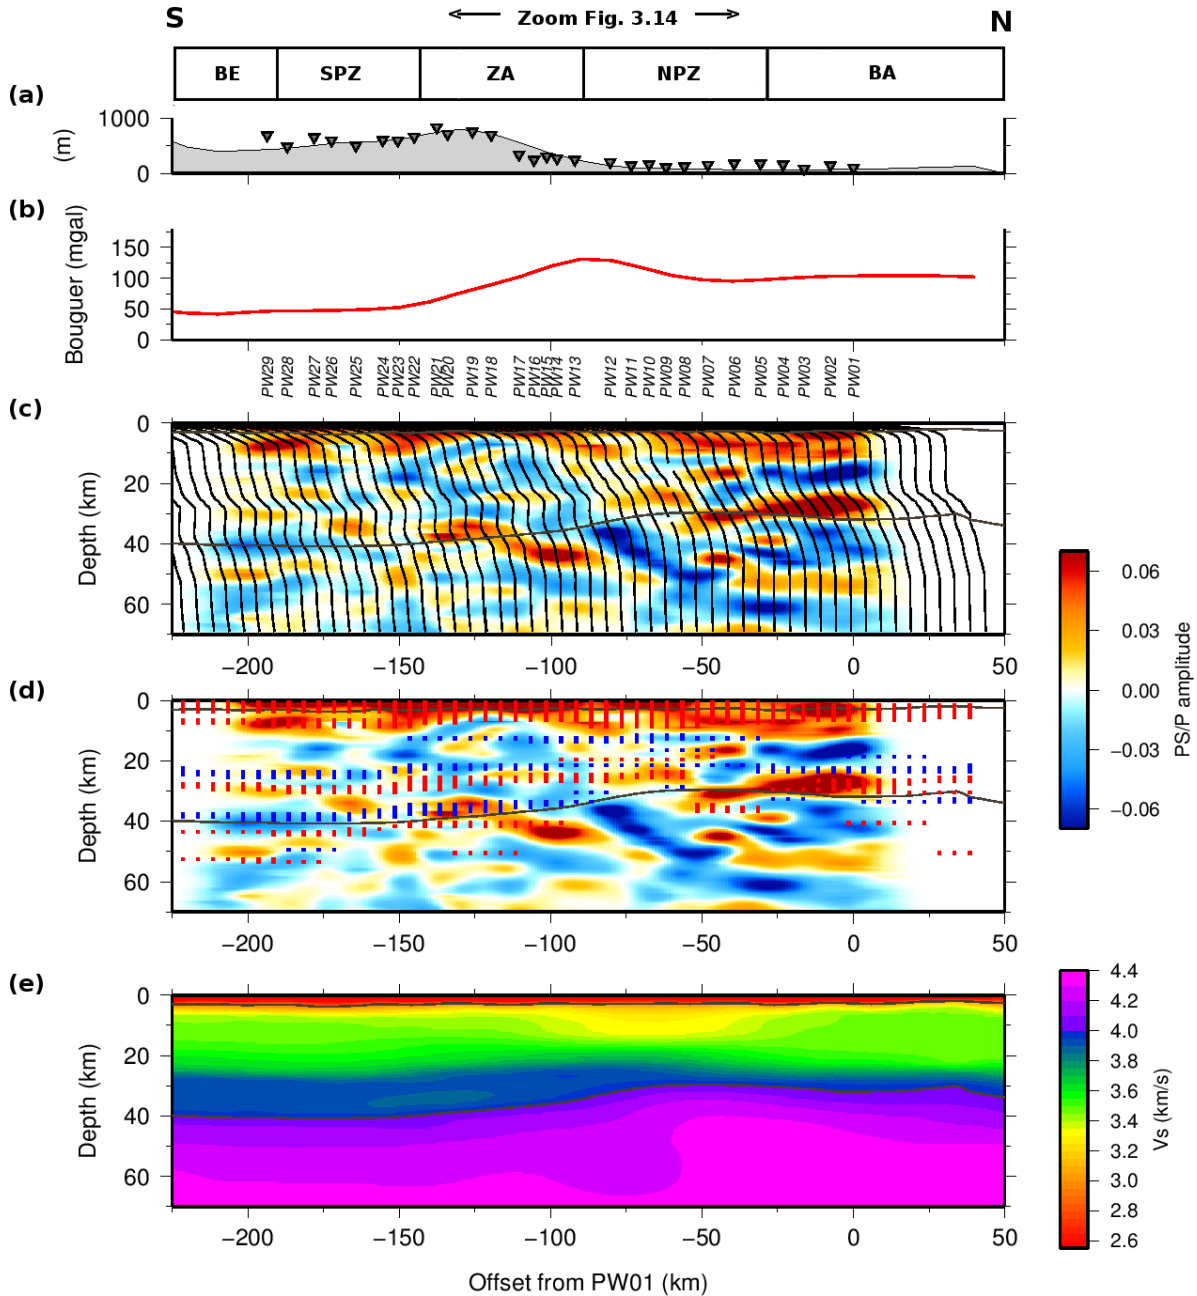 S Zoom Fig. 3.14 N
BE SPZ ZA NPZ BA
(a)
1000
0
(m)
(b)
150
100
50
0
Bouguer (mgal)
PW29 PW28 PW27 PW26 PW25 PW24 PW23 PW22 PW21 PW20 PW19 PW18 PW17 PW16 PW15 PW14 PW13 PW12 PW11 PW10 PW09 PW08 PW07 PW06 PW05 PW04 PW03 PW02 PW01
(c)
0
20
40
60
Depth (km)
−200 −150 −100 −50 0 50
(d)
0
20
40
60
Depth (km)
−200 −150 −100 −50 0 50
0.06
0.03
0.00
−0.03
−0.06
PS/P amplitude
(e)
0
20
40
60
Depth (km)
−200 −150 −100 −50 0 50
Offset from PW01 (km)
4.4
4.2
4.0
3.8
3.6
3.4
3.2
3.0
2.8
2.6
Vs (km/s)